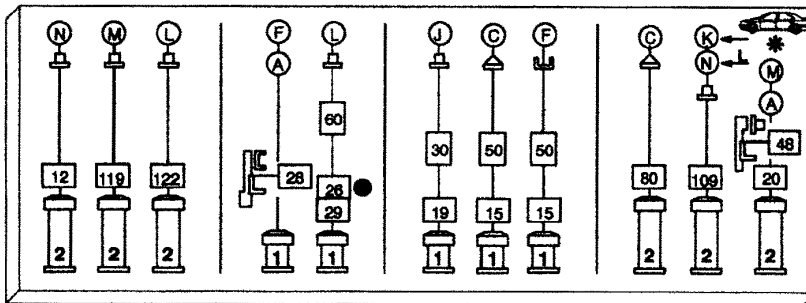 N M L F L J C F C K
A N L
M
A
60
30 50 50 48
12 119 122 28 26 80 109 20
29 19 15 15
2 2 2 1 1 1 1 1 2 2 2